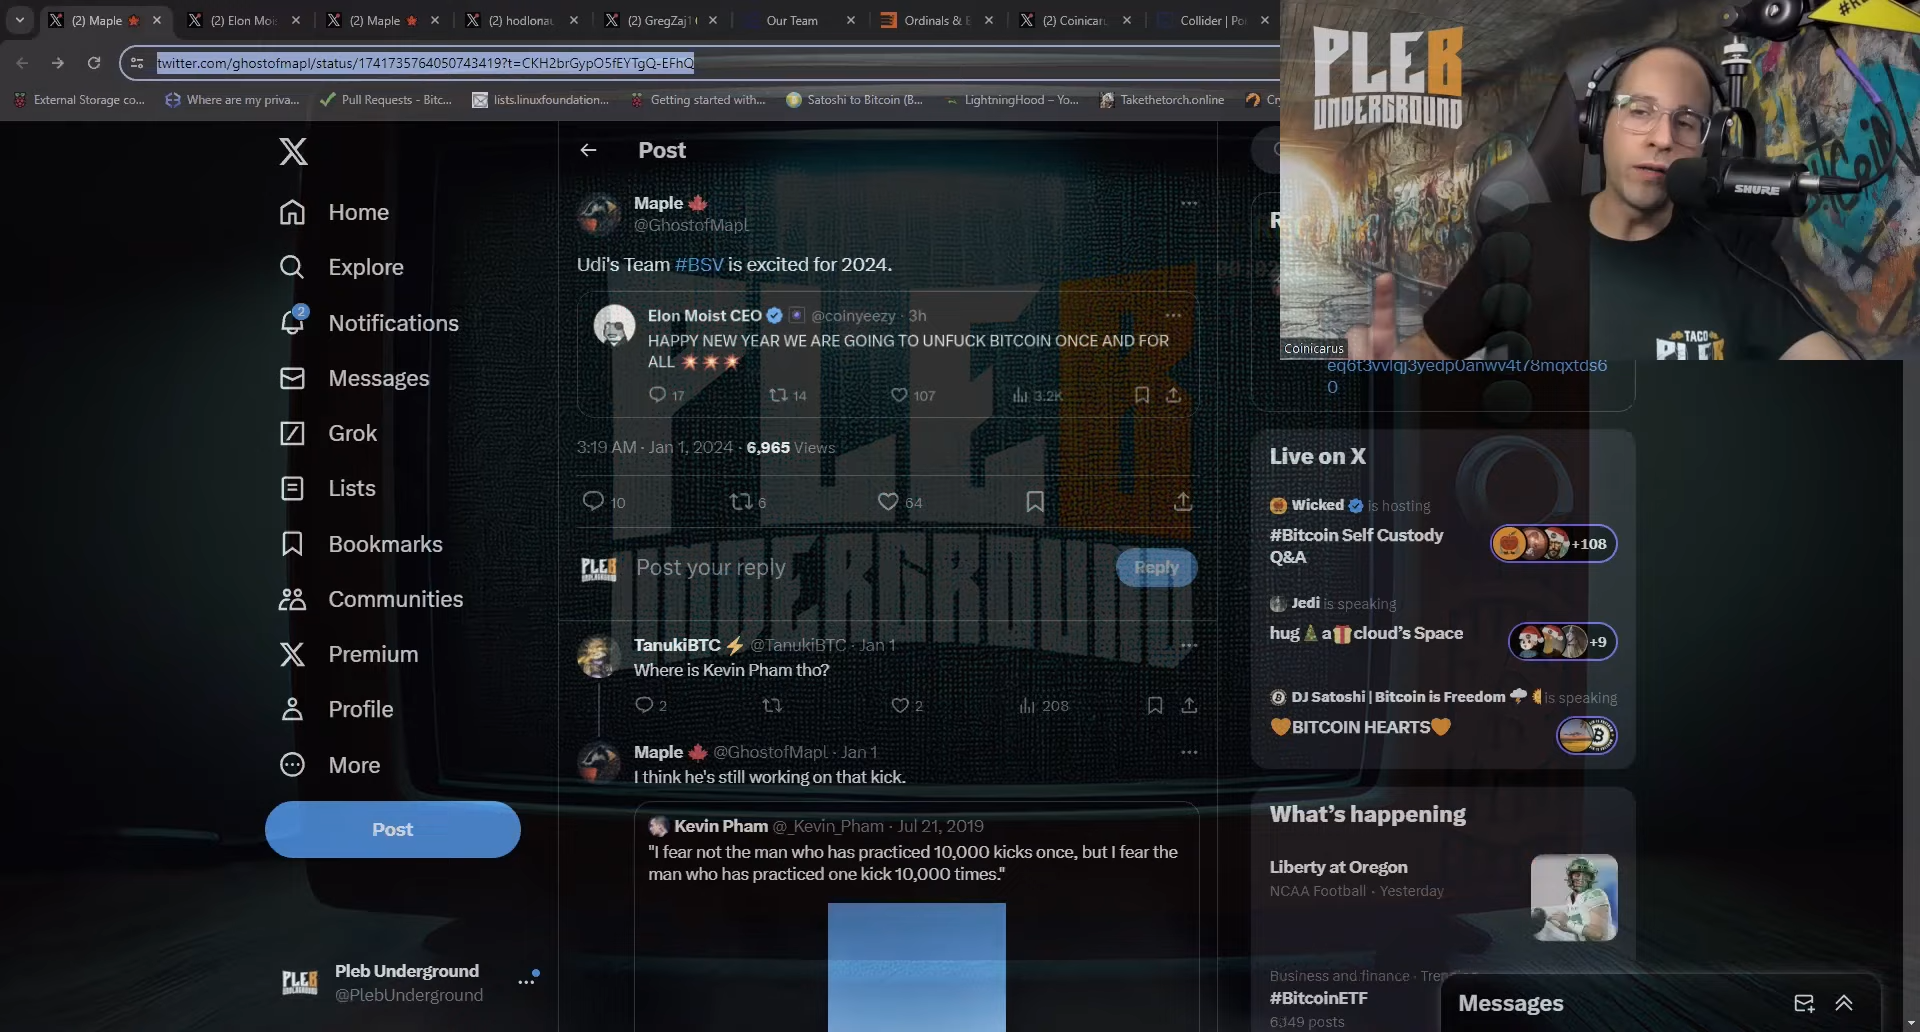 (2) Maple
(2) Elon Moi
(2) Maple
(2) hodlonau
(2) GregZaj1
Our Team
Ordinals &
(2) Coinicaru
Collider | Po
twitter.com/ghostofmapl/status/1741735764050743419?t=CKH2brGypO5fEYTgQ-EFhQ
External Storage co...
Where are my priva...
Pull Requests - Bitc...
lists.linuxfoundation...
Getting started with...
Satoshi to Bitcoin (B...
LightningHood – Yo...
Takethetorch.online
PLEB
UNDERGROUND
SHURE
TACO
PLEB
Coinicarus
Home
Explore
2
Notifications
Messages
Grok
Lists
Bookmarks
Communities
Premium
Profile
More
Post
Pleb Underground
@PlebUnderground
Post
Maple 🍁
@GhostofMapl
Udi's Team #BSV is excited for 2024.
Elon Moist CEO @coinyeezy · 3h
HAPPY NEW YEAR WE ARE GOING TO UNFUCK BITCOIN ONCE AND FOR
ALL 💥💥💥
17 14 107 3.2K
3:19 AM · Jan 1, 2024 · 6,965 Views
10 6 64
PLEB
UNDERGROUND
Post your reply
Reply
TanukiBTC ⚡ @TanukiBTC · Jan 1
Where is Kevin Pham tho?
2 2 208
Maple 🍁 @GhostofMapl · Jan 1
I think he's still working on that kick.
Kevin Pham @_Kevin_Pham · Jul 21, 2019
"I fear not the man who has practiced 10,000 kicks once, but I fear the
man who has practiced one kick 10,000 times."
eq6t3vvlqj3yedp0anwv4t78mqxtds6
0
Live on X
Wicked is hosting
#Bitcoin Self Custody
Q&A
+108
Jedi is speaking
hug🎄a🎁cloud's Space
+9
DJ Satoshi | Bitcoin is Freedom is speaking
🧡BITCOIN HEARTS🧡
What's happening
Liberty at Oregon
NCAA Football · Yesterday
Business and finance · Tren
#BitcoinETF
6,149 posts
Messages